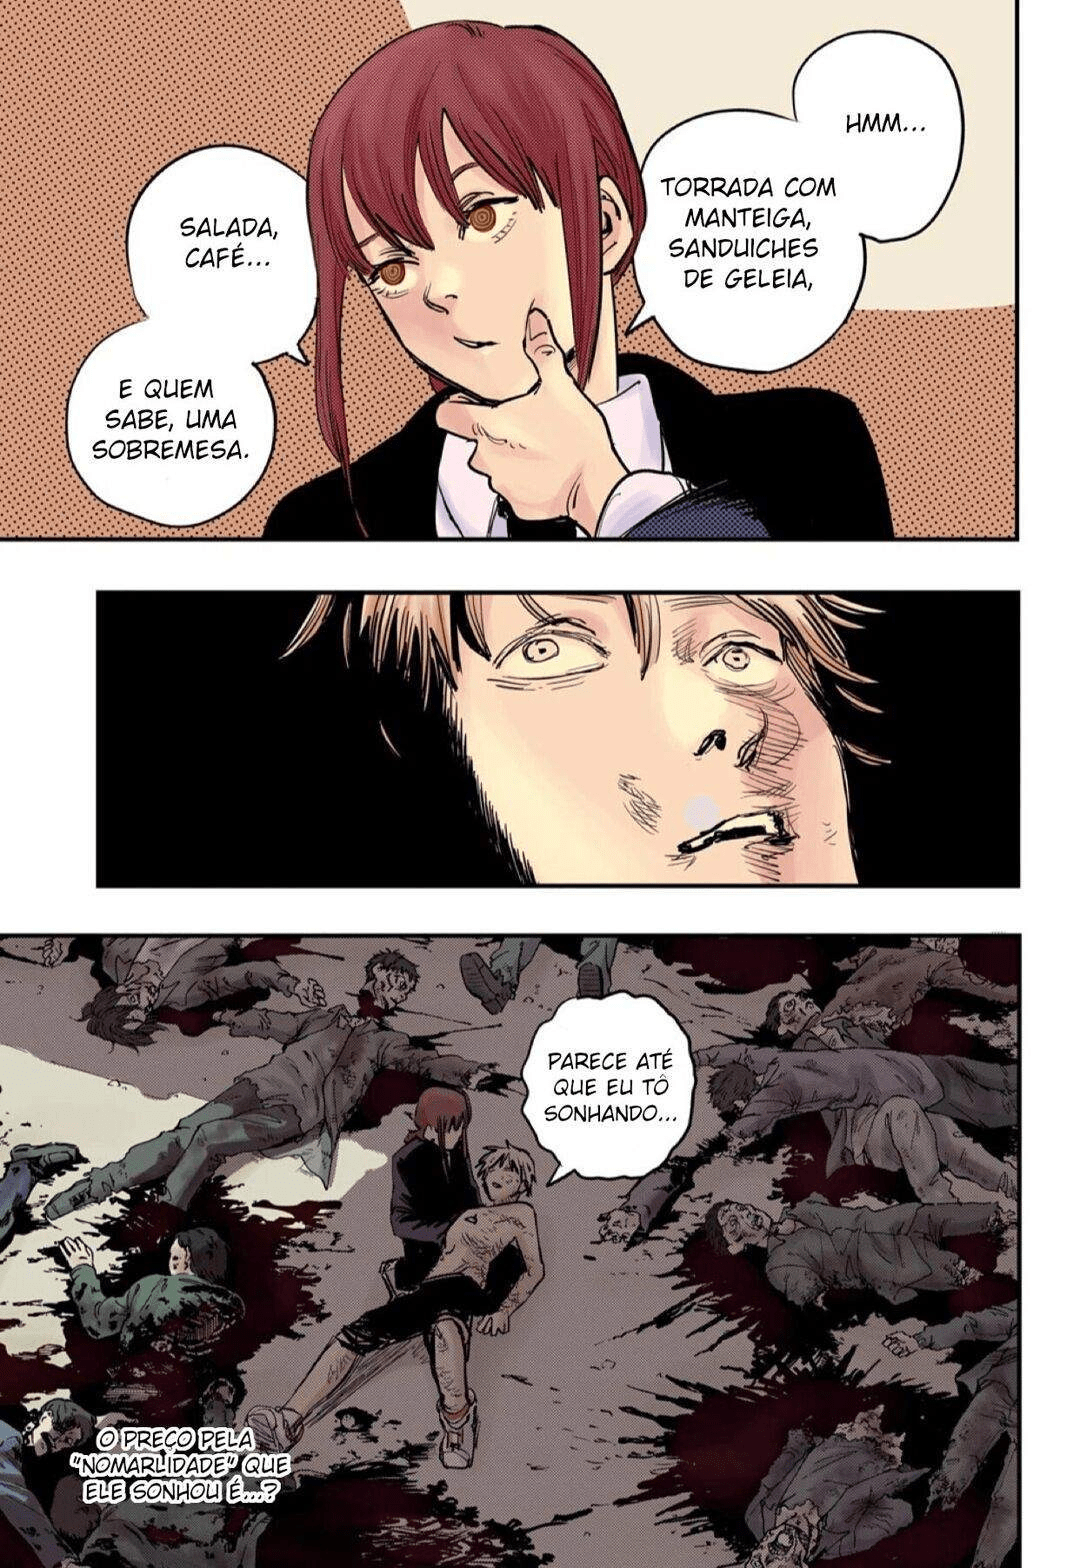 HMM...
TORRADA COM
MANTEIGA,
SANDUICHES
DE GELEIA,
SALADA,
CAFÉ...
E QUEM
SABE, UMA
SOBREMESA.
PARECE ATÉ
QUE EU TÔ
SONHANDO...
O PREÇO PELA
"NOMARLIDADE" QUE
ELE SONHOU É....?